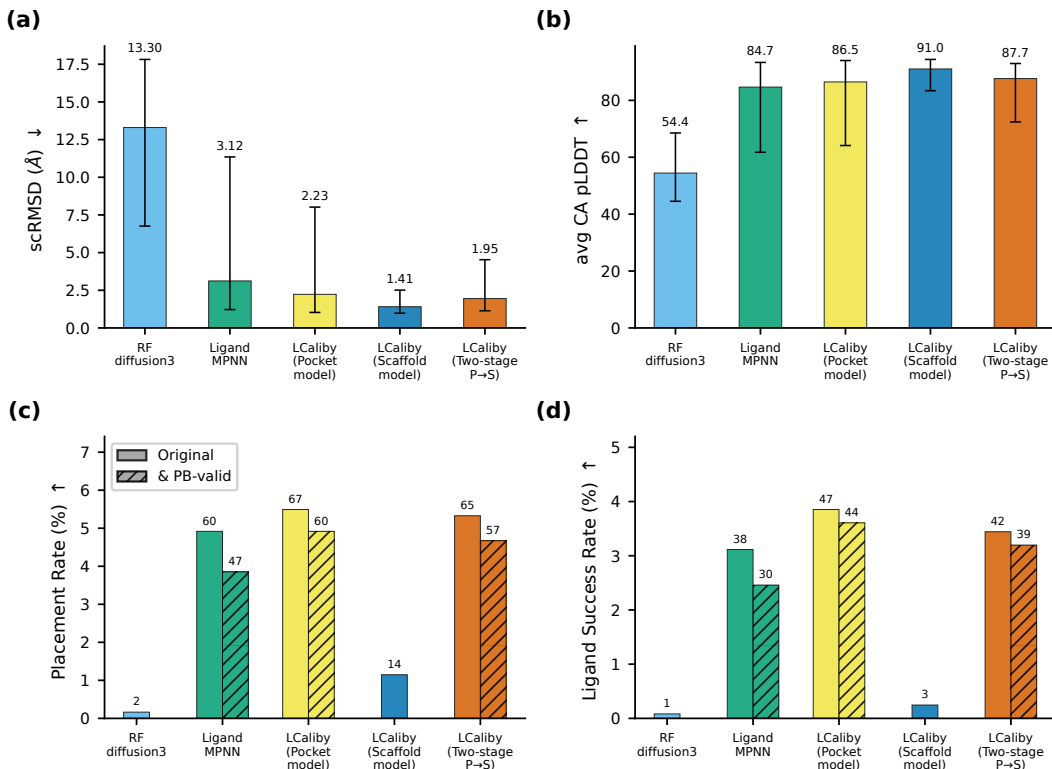 (a)
scRMSD (Å) ↓
17.5
15.0
12.5
10.0
7.5
5.0
2.5
0.0
13.30
3.12
2.23
1.41
1.95
RF
diffusion3
Ligand
MPNN
LCaliby
(Pocket
model)
LCaliby
(Scaffold
model)
LCaliby
(Two-stage
P→S)
(b)
avg CA pLDDT ↑
80
60
40
20
0
54.4
84.7
86.5
91.0
87.7
RF
diffusion3
Ligand
MPNN
LCaliby
(Pocket
model)
LCaliby
(Scaffold
model)
LCaliby
(Two-stage
P→S)
(c)
Placement Rate (%) ↑
7
6
5
4
3
2
1
0
Original
& PB-valid
2
60
47
67
60
14
65
57
RF
diffusion3
Ligand
MPNN
LCaliby
(Pocket
model)
LCaliby
(Scaffold
model)
LCaliby
(Two-stage
P→S)
(d)
Ligand Success Rate (%) ↑
5
4
3
2
1
0
1
38
30
47
44
3
42
39
RF
diffusion3
Ligand
MPNN
LCaliby
(Pocket
model)
LCaliby
(Scaffold
model)
LCaliby
(Two-stage
P→S)